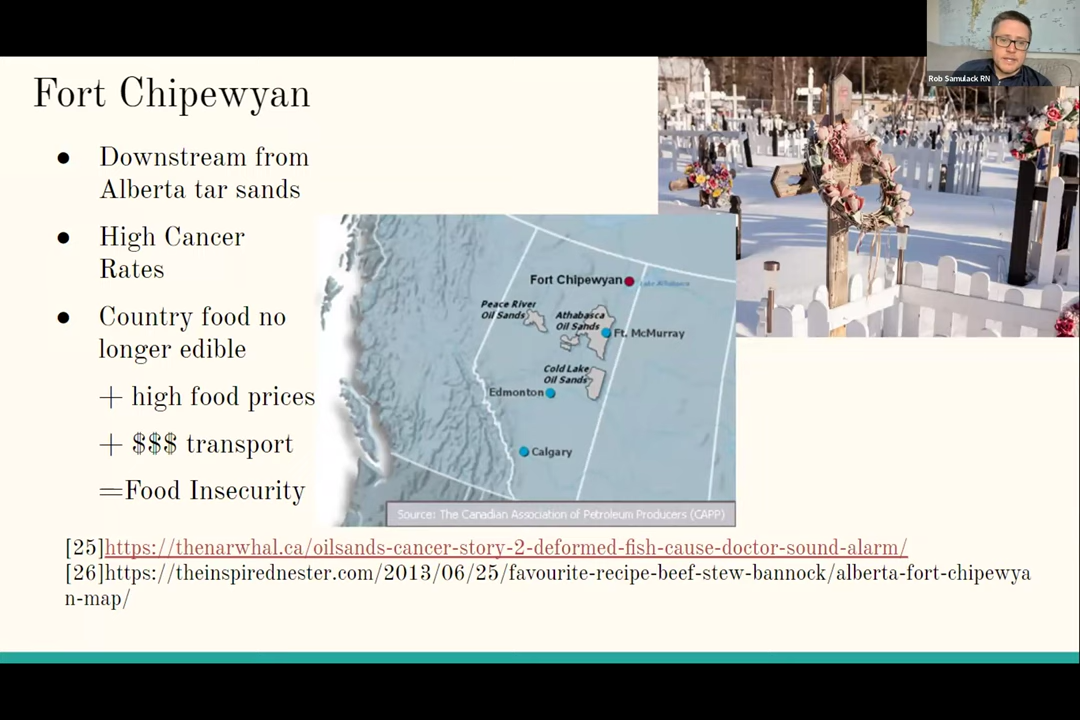 Rob Samulack RN
Fort Chipewyan
● Downstream from
Alberta tar sands
● High Cancer
Rates
● Country food no
longer edible
+ high food prices
+ $$$ transport
=Food Insecurity
Fort Chipewyan
Lake Athabasca
Peace River
Oil Sands
Athabasca
Oil Sands
Ft. McMurray
Cold Lake
Oil Sands
Edmonton
Calgary
Source: The Canadian Association of Petroleum Producers (CAPP)
[25]https://thenarwhal.ca/oilsands-cancer-story-2-deformed-fish-cause-doctor-sound-alarm/
[26]https://theinspirednester.com/2013/06/25/favourite-recipe-beef-stew-bannock/alberta-fort-chipewya
n-map/